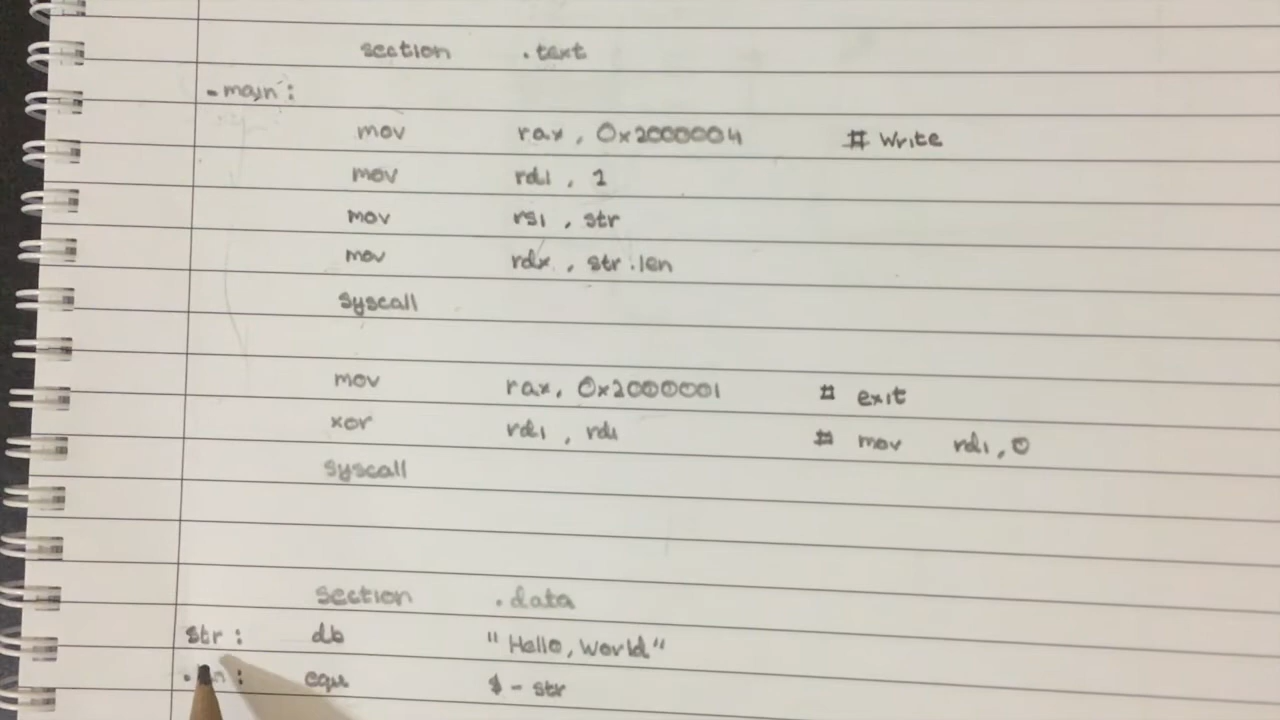 section .text
-main:
mov rax, 0x2000004 # write
mov rdi, 1
mov rsi, str
mov rdx, str.len
syscall
mov rax, 0x2000001 # exit
xor rdi, rdi # mov rdi, 0
syscall
section .data
str: db "Hello, World"
equ $ - str